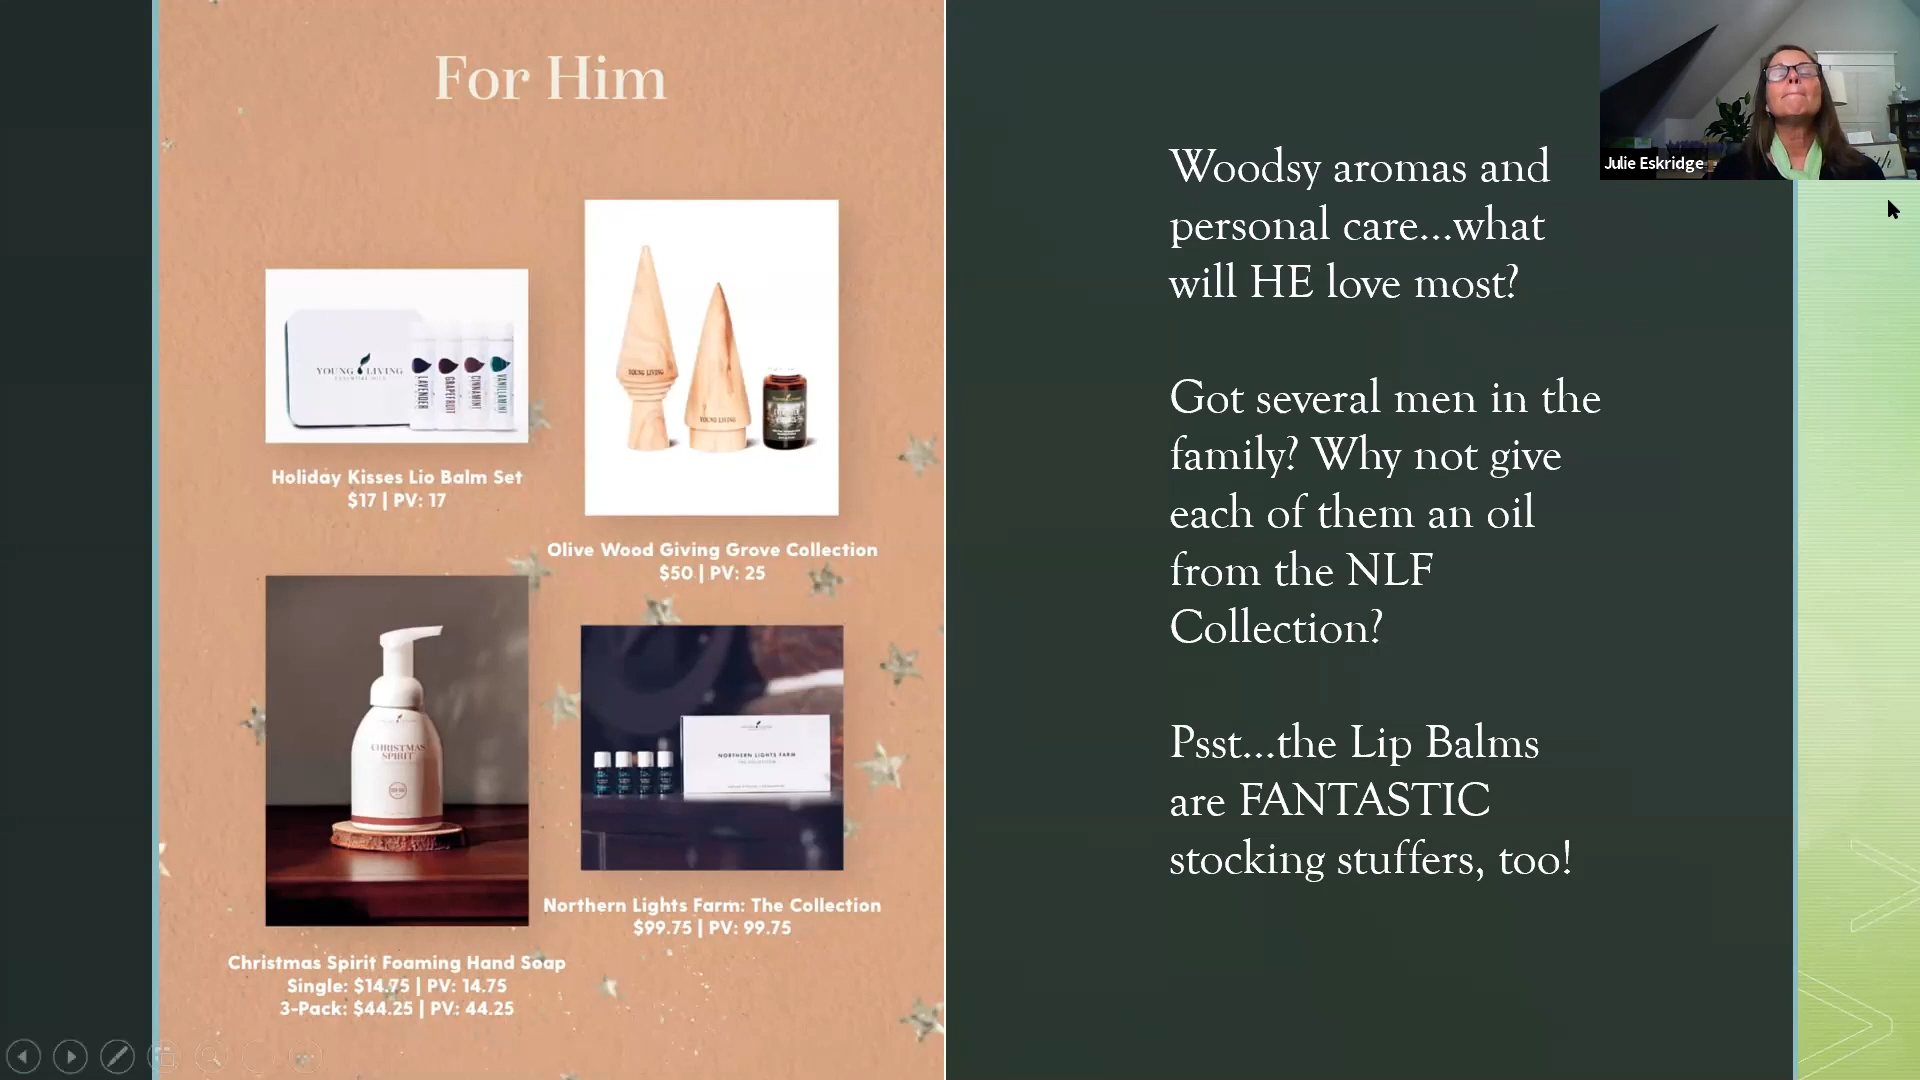 For Him
YOUNG LIVING
ESSENTIAL OILS
LAVENDER
GRAPEFRUIT
CINNAMINT
VANILLAMINT
Holiday Kisses Lip Balm Set
$17 | PV: 17
YOUNG LIVING
YOUNG LIVING
Olive Wood Giving Grove Collection
$50 | PV: 25
CHRISTMAS
SPIRIT
Christmas Spirit Foaming Hand Soap
Single: $14.75 | PV: 14.75
3-Pack: $44.25 | PV: 44.25
NORTHERN LIGHTS FARM
THE COLLECTION
Northern Lights Farm: The Collection
$99.75 | PV: 99.75
Woodsy aromas and
personal care...what
will HE love most?
Got several men in the
family? Why not give
each of them an oil
from the NLF
Collection?
Psst...the Lip Balms
are FANTASTIC
stocking stuffers, too!
Julie Eskridge